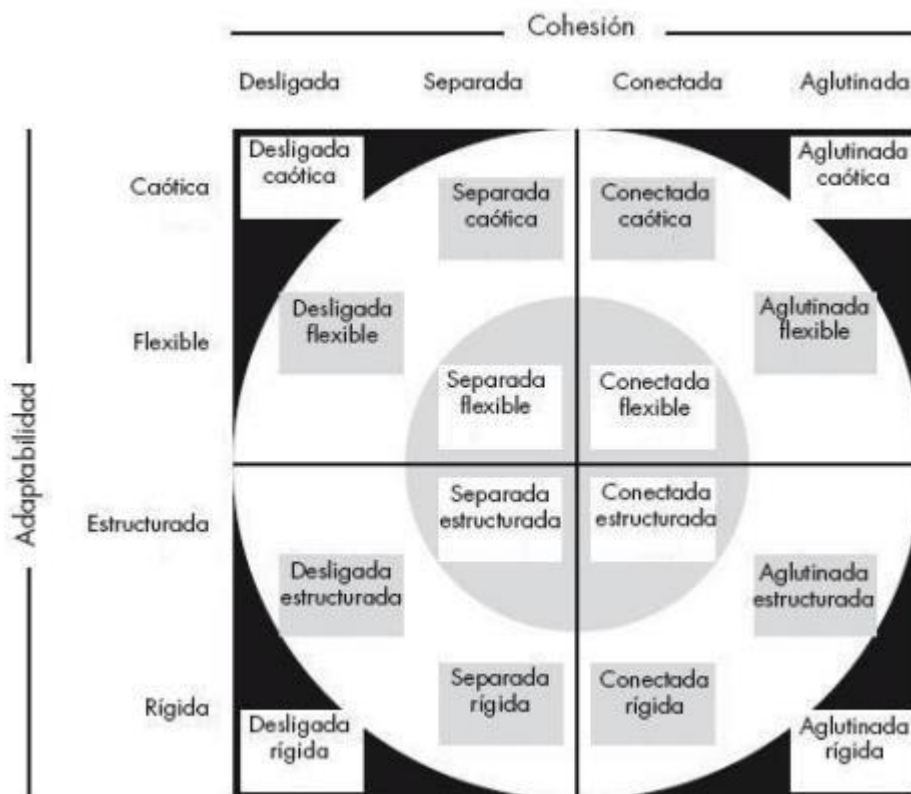 Cohesión
Desligada Separada Conectada Aglutinada
Adaptabilidad
Caótica
Desligada
caótica
Separada
caótica
Conectada
caótica
Aglutinada
caótica
Flexible
Desligada
flexible
Separada
flexible
Conectada
flexible
Aglutinada
flexible
Estructurada
Desligada
estructurada
Separada
estructurada
Conectada
estructurada
Aglutinada
estructurada
Rígida
Desligada
rígida
Separada
rígida
Conectada
rígida
Aglutinada
rígida